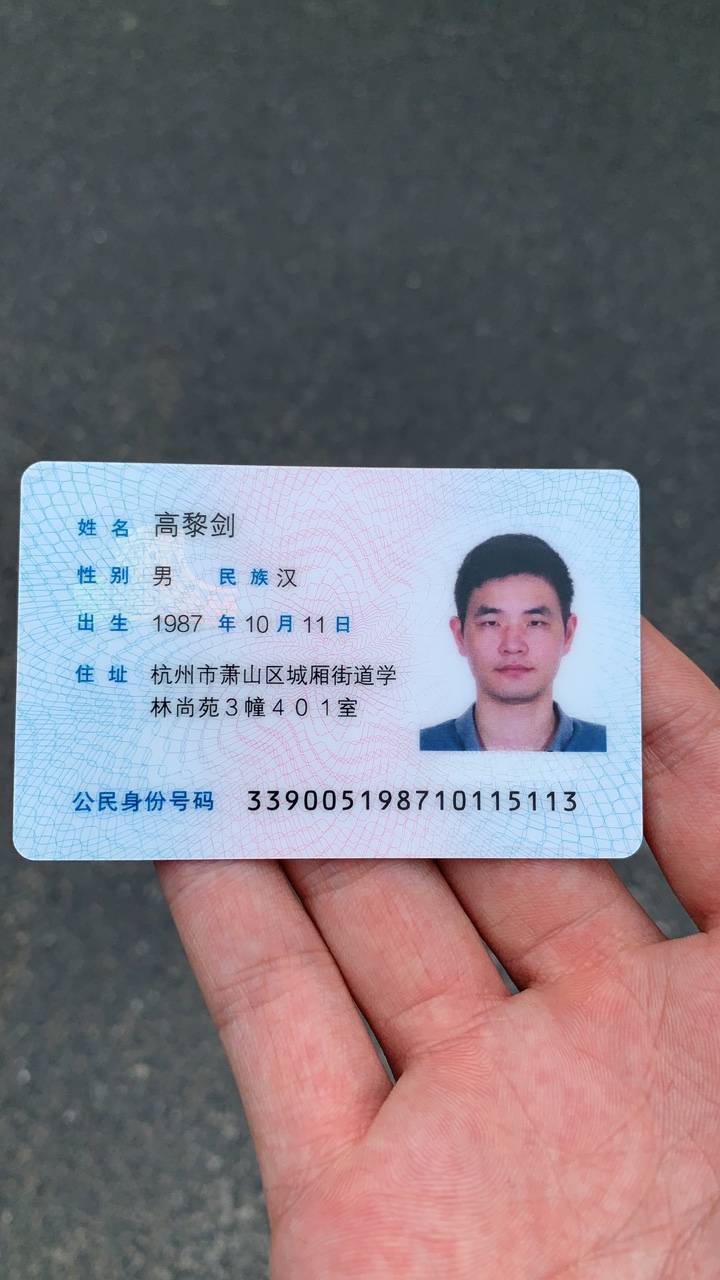 姓名 高黎剑
性别 男 民族 汉
出生 1987 年 10 月 11 日
住址 杭州市萧山区城厢街道学
林尚苑3幢401室
公民身份号码 339005198710115113